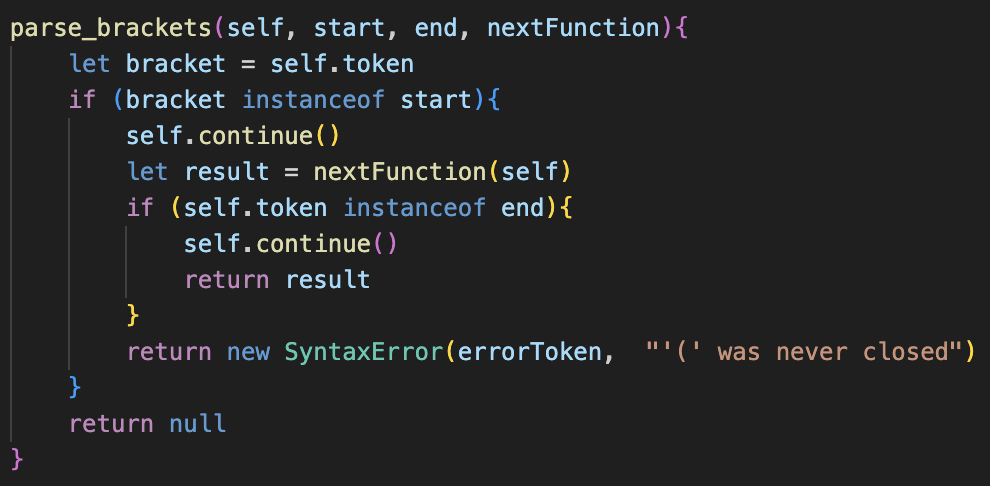 parse_brackets(self, start, end, nextFunction){
    let bracket = self.token
    if (bracket instanceof start){
        self.continue()
        let result = nextFunction(self)
        if (self.token instanceof end){
            self.continue()
            return result
        }
        return new SyntaxError(errorToken,  "'(' was never closed")
    }
    return null
}